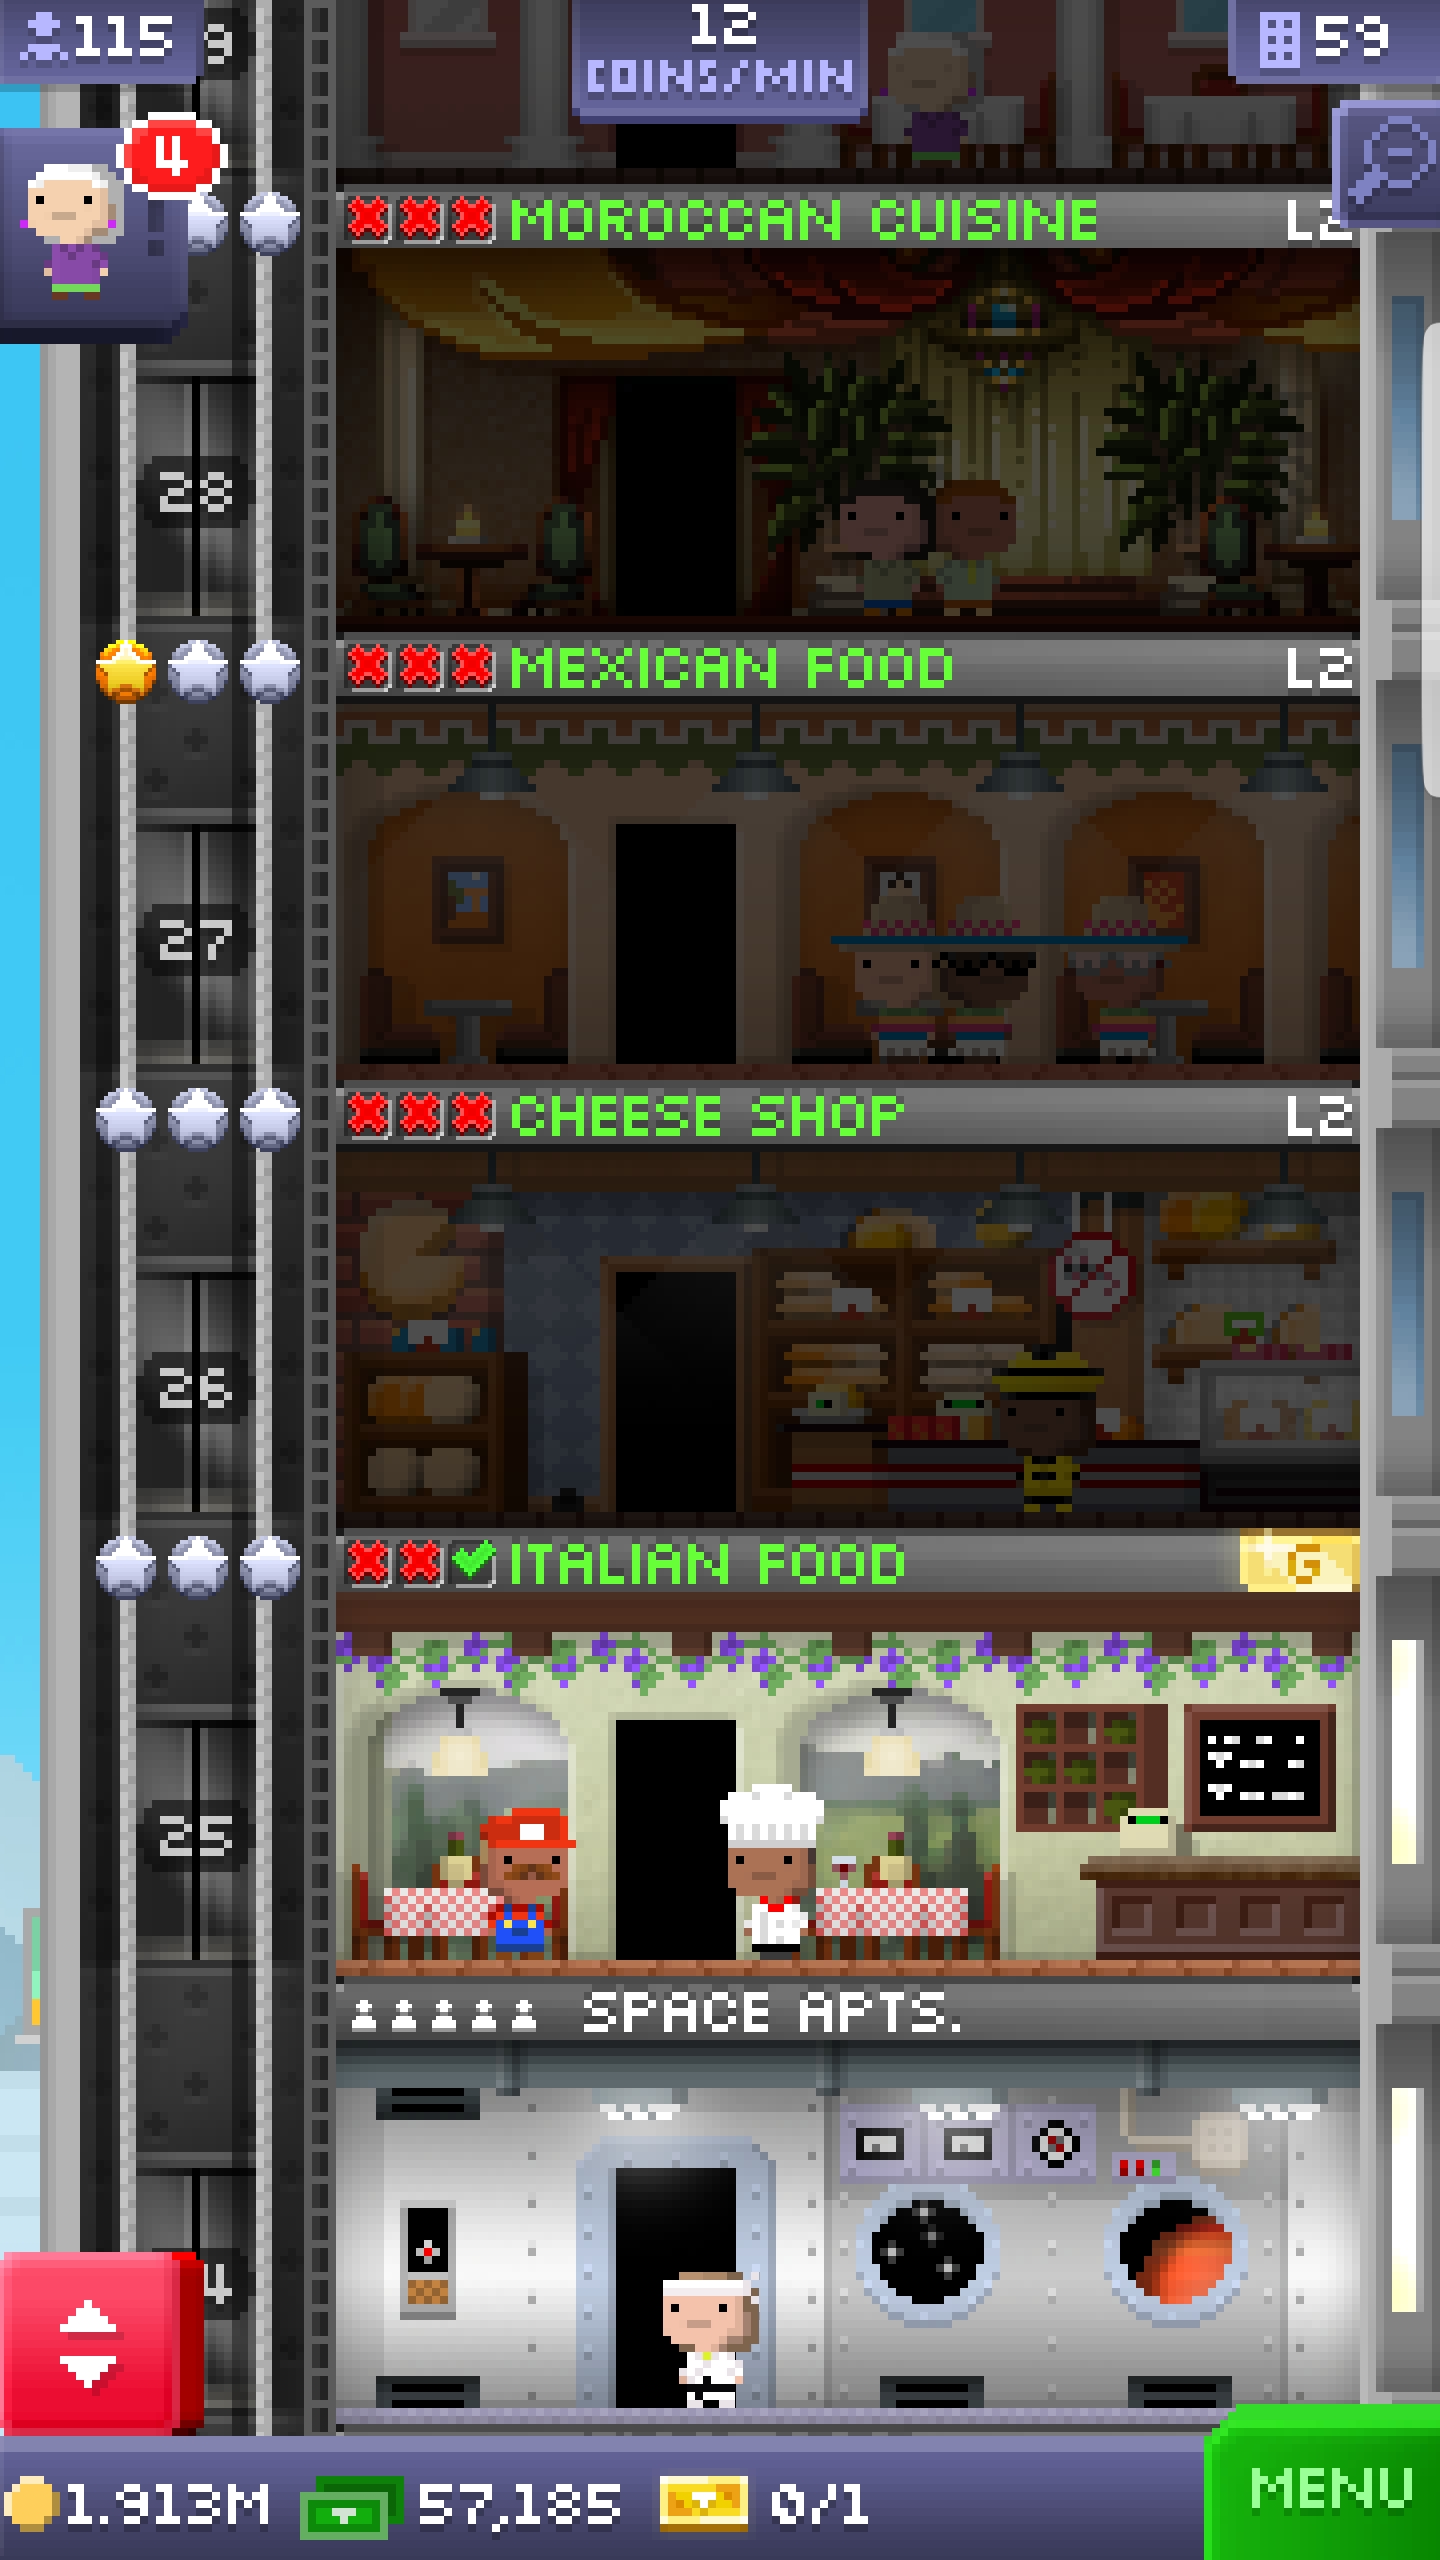 115
9
12
COINS/MIN
59
4
MOROCCAN CUISINE
L2
28
MEXICAN FOOD
L2
27
CHEESE SHOP
L2
26
ITALIAN FOOD
G
25
SPACE APTS.
4
1.913M
57,185
0/1
MENU